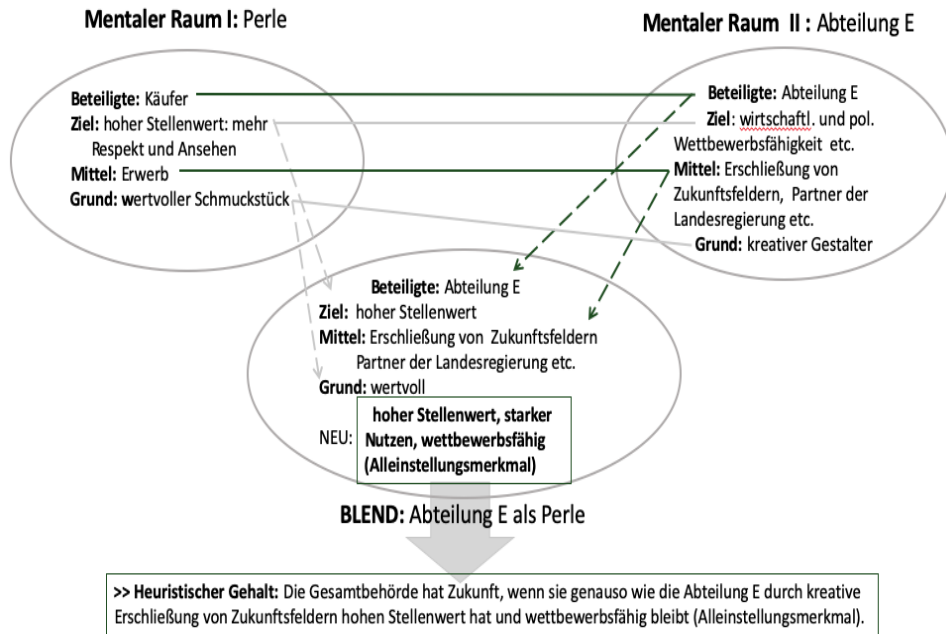 Mentaler Raum I: Perle
Mentaler Raum II : Abteilung E
Beteiligte: Käufer
Ziel: hoher Stellenwert: mehr
Respekt und Ansehen
Mittel: Erwerb
Grund: wertvoller Schmuckstück
Beteiligte: Abteilung E
Ziel: wirtschaftl. und pol.
Wettbewerbsfähigkeit etc.
Mittel: Erschließung von
Zukunftsfeldern, Partner der
Landesregierung etc.
Grund: kreativer Gestalter
Beteiligte: Abteilung E
Ziel: hoher Stellenwert
Mittel: Erschließung von Zukunftsfeldern
Partner der Landesregierung etc.
Grund: wertvoll
NEU:
hoher Stellenwert, starker
Nutzen, wettbewerbsfähig
(Alleinstellungsmerkmal)
BLEND: Abteilung E als Perle
>> Heuristischer Gehalt: Die Gesamtbehörde hat Zukunft, wenn sie genauso wie die Abteilung E durch kreative
Erschließung von Zukunftsfeldern hohen Stellenwert hat und wettbewerbsfähig bleibt (Alleinstellungsmerkmal).